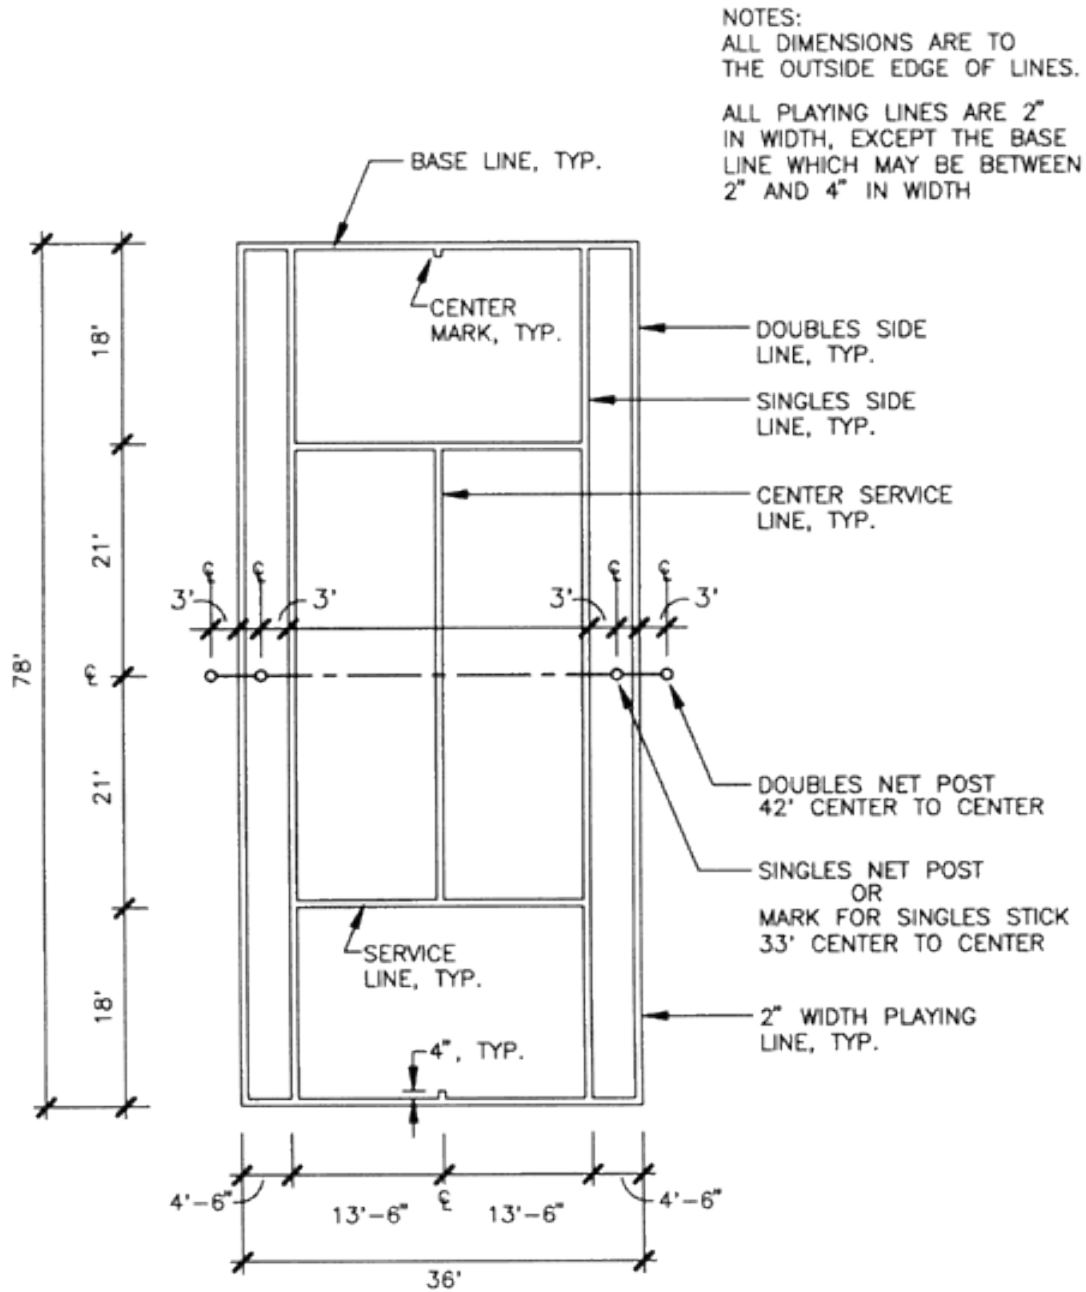 NOTES:
ALL DIMENSIONS ARE TO
THE OUTSIDE EDGE OF LINES.
ALL PLAYING LINES ARE 2"
IN WIDTH, EXCEPT THE BASE
LINE WHICH MAY BE BETWEEN
2" AND 4" IN WIDTH
BASE LINE, TYP.
CENTER
MARK, TYP.
DOUBLES SIDE
LINE, TYP.
SINGLES SIDE
LINE, TYP.
CENTER SERVICE
LINE, TYP.
18'
21'
78'
℄
21'
18'
℄
℄
℄
℄
3'
3'
3'
3'
DOUBLES NET POST
42' CENTER TO CENTER
SINGLES NET POST
OR
MARK FOR SINGLES STICK
33' CENTER TO CENTER
SERVICE
LINE, TYP.
2" WIDTH PLAYING
LINE, TYP.
4", TYP.
4'-6"
13'-6"
℄
13'-6"
4'-6"
36'